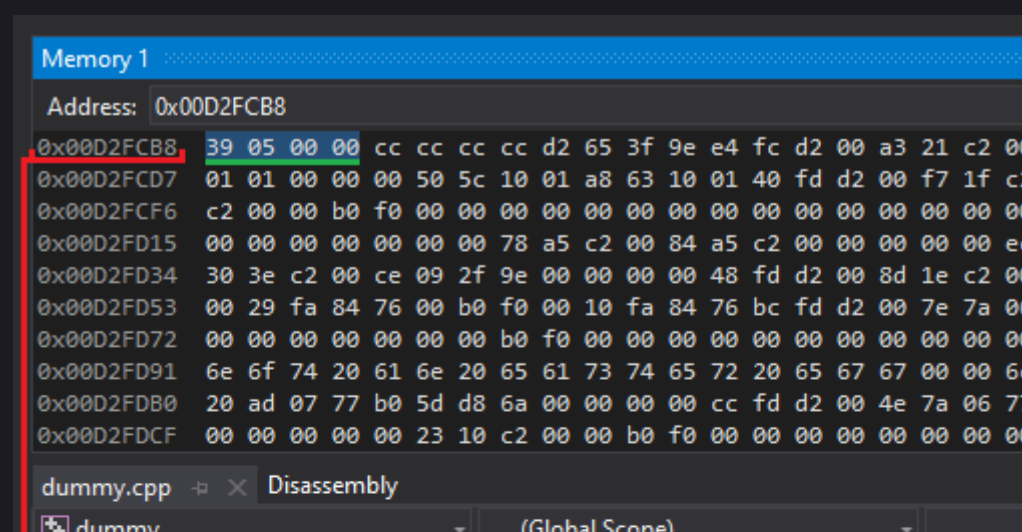 Memory 1
Address: 0x00D2FCB8
0x00D2FCB8 39 05 00 00 cc cc cc cc d2 65 3f 9e e4 fc d2 00 a3 21 c2
0x00D2FCD7 01 01 00 00 00 50 5c 10 01 a8 63 10 01 40 fd d2 00 f7 1f
0x00D2FCF6 c2 00 00 b0 f0 00 00 00 00 00 00 00 00 00 00 00 00 00 00
0x00D2FD15 00 00 00 00 00 00 00 78 a5 c2 00 84 a5 c2 00 00 00 00 00
0x00D2FD34 30 3e c2 00 ce 09 2f 9e 00 00 00 00 48 fd d2 00 8d 1e c2
0x00D2FD53 00 29 fa 84 76 00 b0 f0 00 10 fa 84 76 bc fd d2 00 7e 7a
0x00D2FD72 00 00 00 00 00 00 00 b0 f0 00 00 00 00 00 00 00 00 00 00
0x00D2FD91 6e 6f 74 20 61 6e 20 65 61 73 74 65 72 20 65 67 67 00 00
0x00D2FDB0 20 ad 07 77 b0 5d d8 6a 00 00 00 00 cc fd d2 00 4e 7a 06
0x00D2FDCF 00 00 00 00 00 23 10 c2 00 00 b0 f0 00 00 00 00 00 00 00
dummy.cpp Disassembly
dummy (Global Scope)